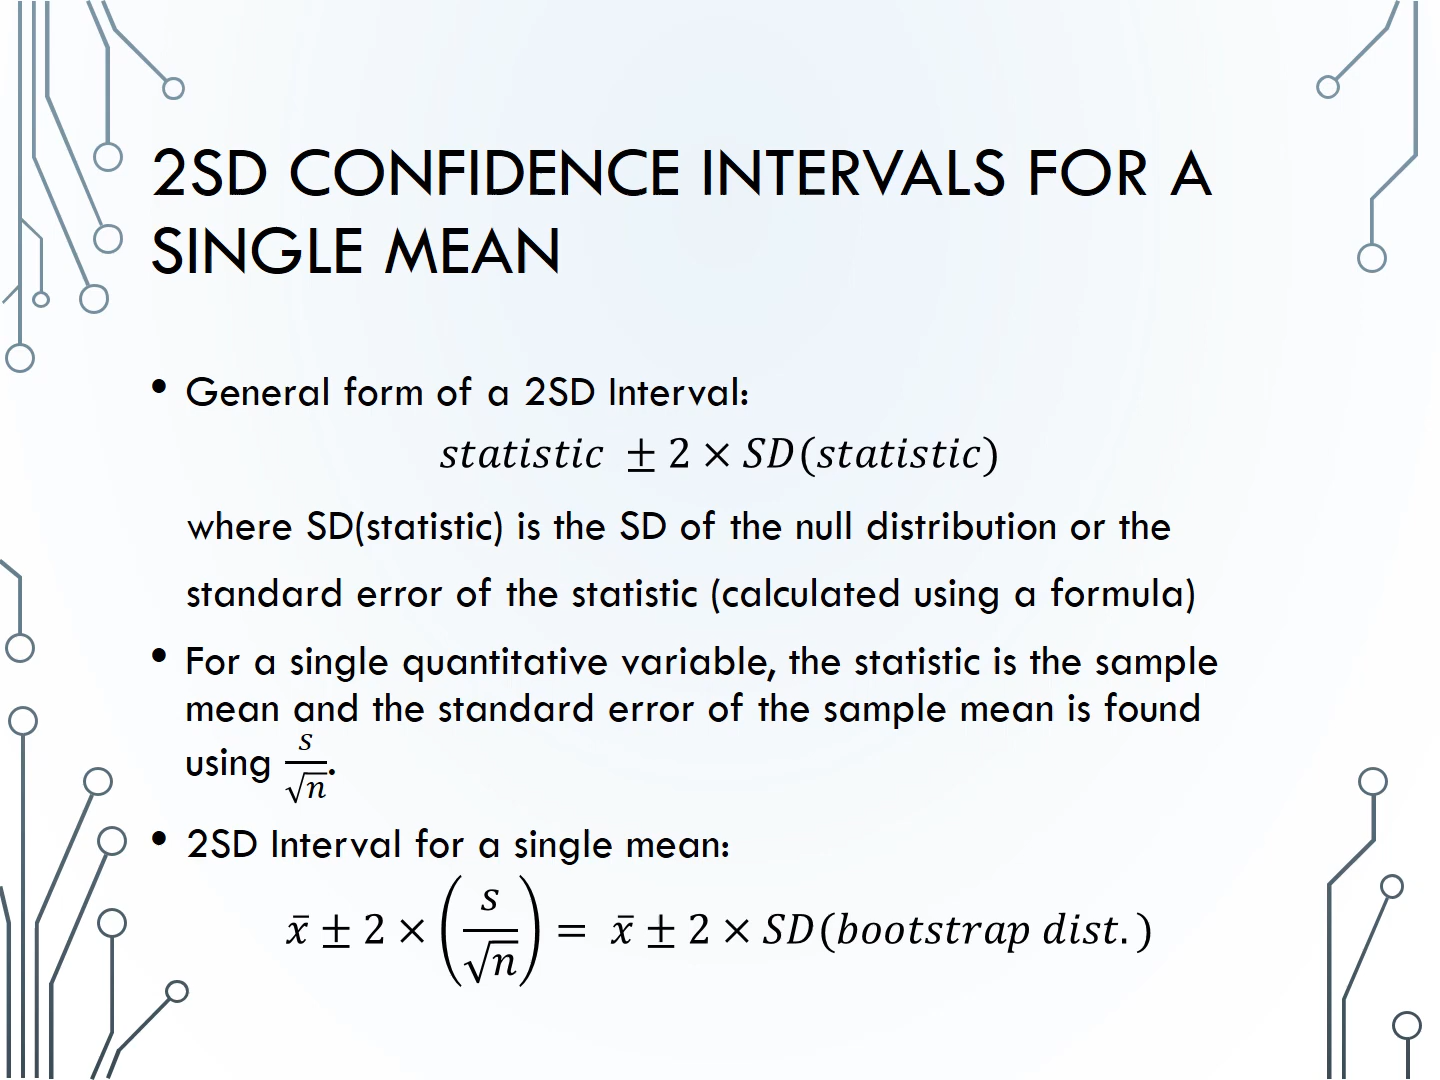 2SD CONFIDENCE INTERVALS FOR A
SINGLE MEAN
• General form of a 2SD Interval:
statistic ± 2 × SD(statistic)
where SD(statistic) is the SD of the null distribution or the
standard error of the statistic (calculated using a formula)
• For a single quantitative variable, the statistic is the sample
mean and the standard error of the sample mean is found
using s/√n.
• 2SD Interval for a single mean:
x̄ ± 2 × (s/√n) = x̄ ± 2 × SD(bootstrap dist.)